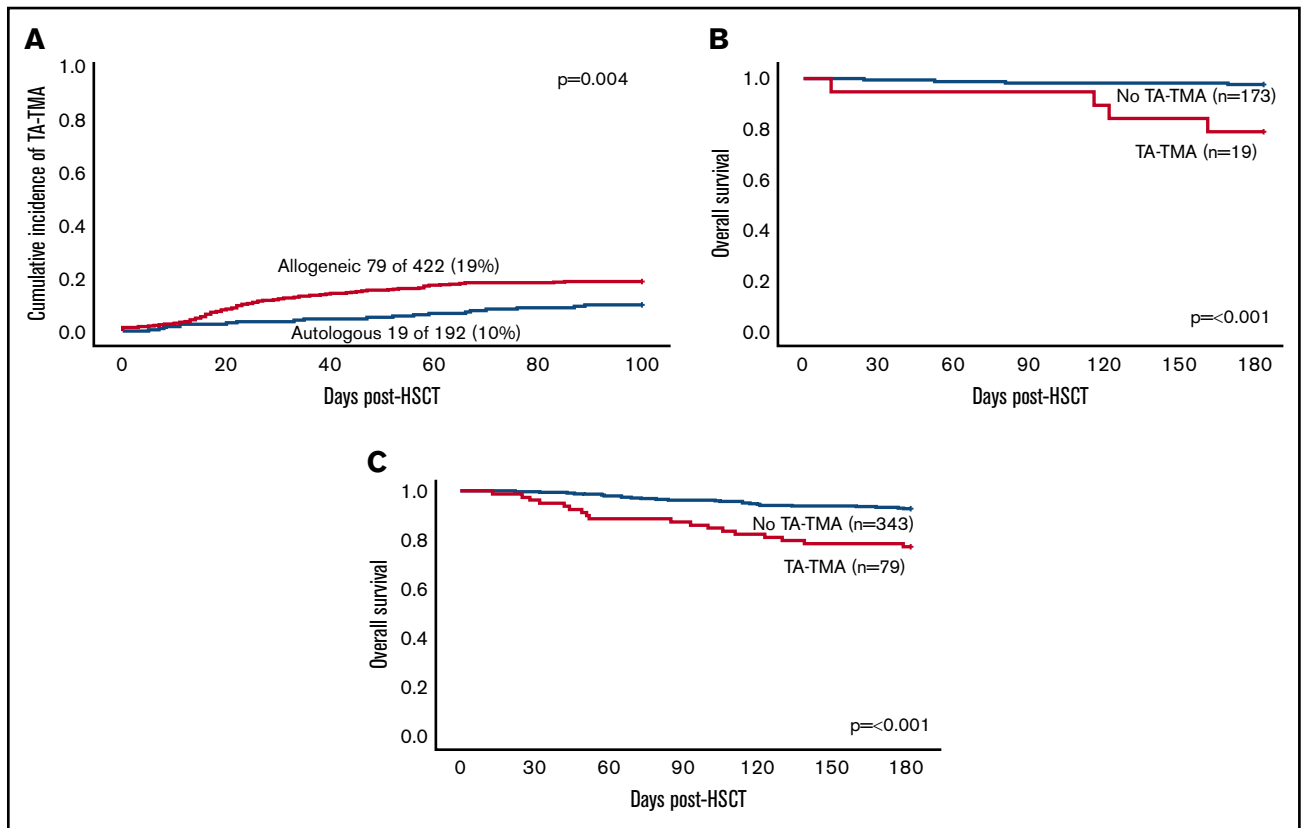 A
Cumulative incidence of TA-TMA
1.0
0.8
0.6
0.4
0.2
0.0
p=0.004
Allogeneic 79 of 422 (19%)
Autologous 19 of 192 (10%)
0 20 40 60 80 100
Days post-HSCT
B
Overall survival
1.0
0.8
0.6
0.4
0.2
0.0
No TA-TMA (n=173)
TA-TMA (n=19)
p=<0.001
0 30 60 90 120 150 180
Days post-HSCT
C
Overall survival
1.0
0.8
0.6
0.4
0.2
0.0
No TA-TMA (n=343)
TA-TMA (n=79)
p=<0.001
0 30 60 90 120 150 180
Days post-HSCT